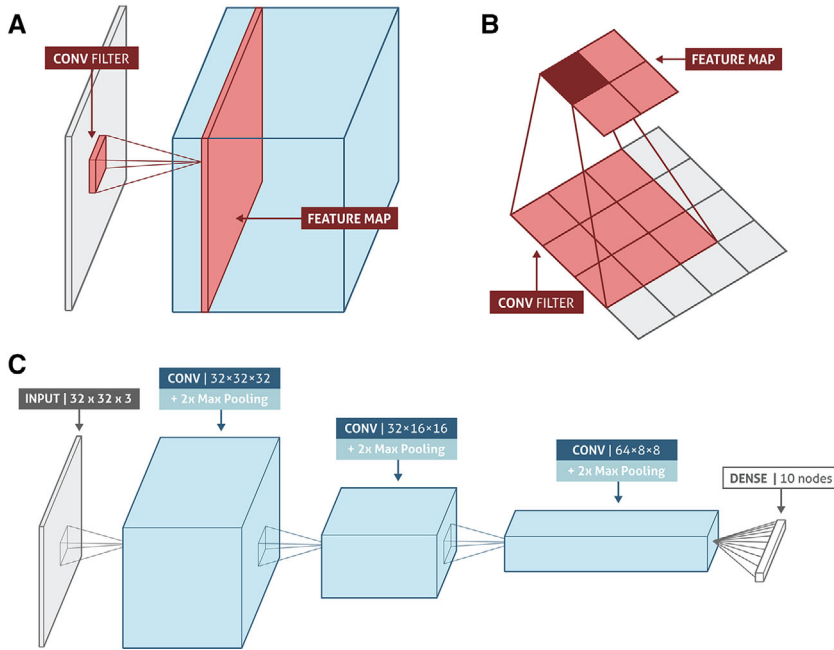 A
CONV FILTER
FEATURE MAP
B
FEATURE MAP
CONV FILTER
C
INPUT | 32 x 32 x 3
CONV | 32×32×32
+ 2x Max Pooling
CONV | 32×16×16
+ 2x Max Pooling
CONV | 64×8×8
+ 2x Max Pooling
DENSE | 10 nodes